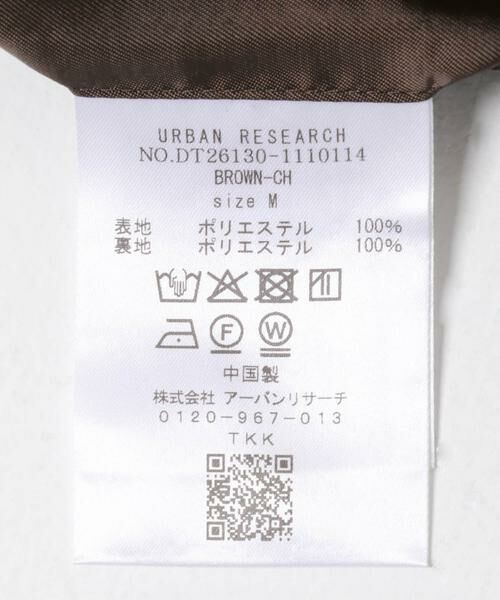 URBAN RESEARCH
NO.DT26130-1110114
BROWN-CH
size M
表地 ポリエステル 100%
裏地 ポリエステル 100%
F W
中国製
株式会社 アーバンリサーチ
0120-967-013
TKK